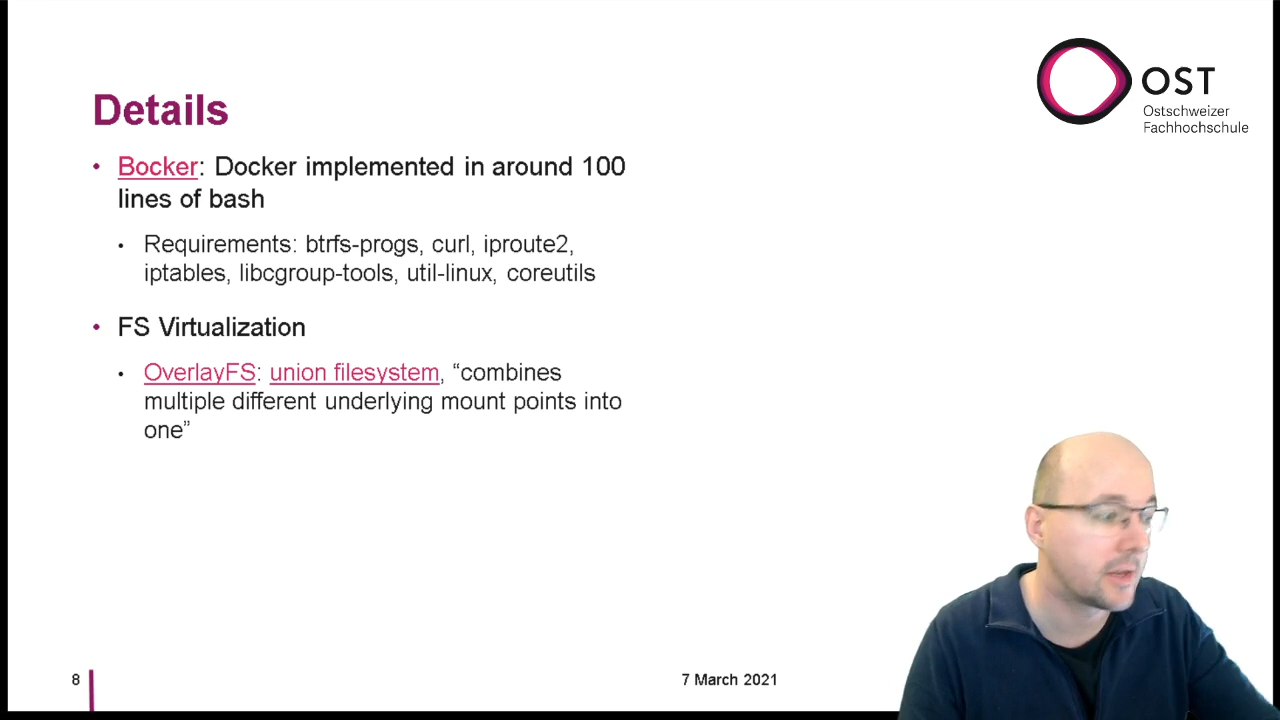 OST
Ostschweizer
Fachhochschule
Details
• Bocker: Docker implemented in around 100
lines of bash
• Requirements: btrfs-progs, curl, iproute2,
iptables, libcgroup-tools, util-linux, coreutils
• FS Virtualization
• OverlayFS: union filesystem, “combines
multiple different underlying mount points into
one”
8
7 March 2021